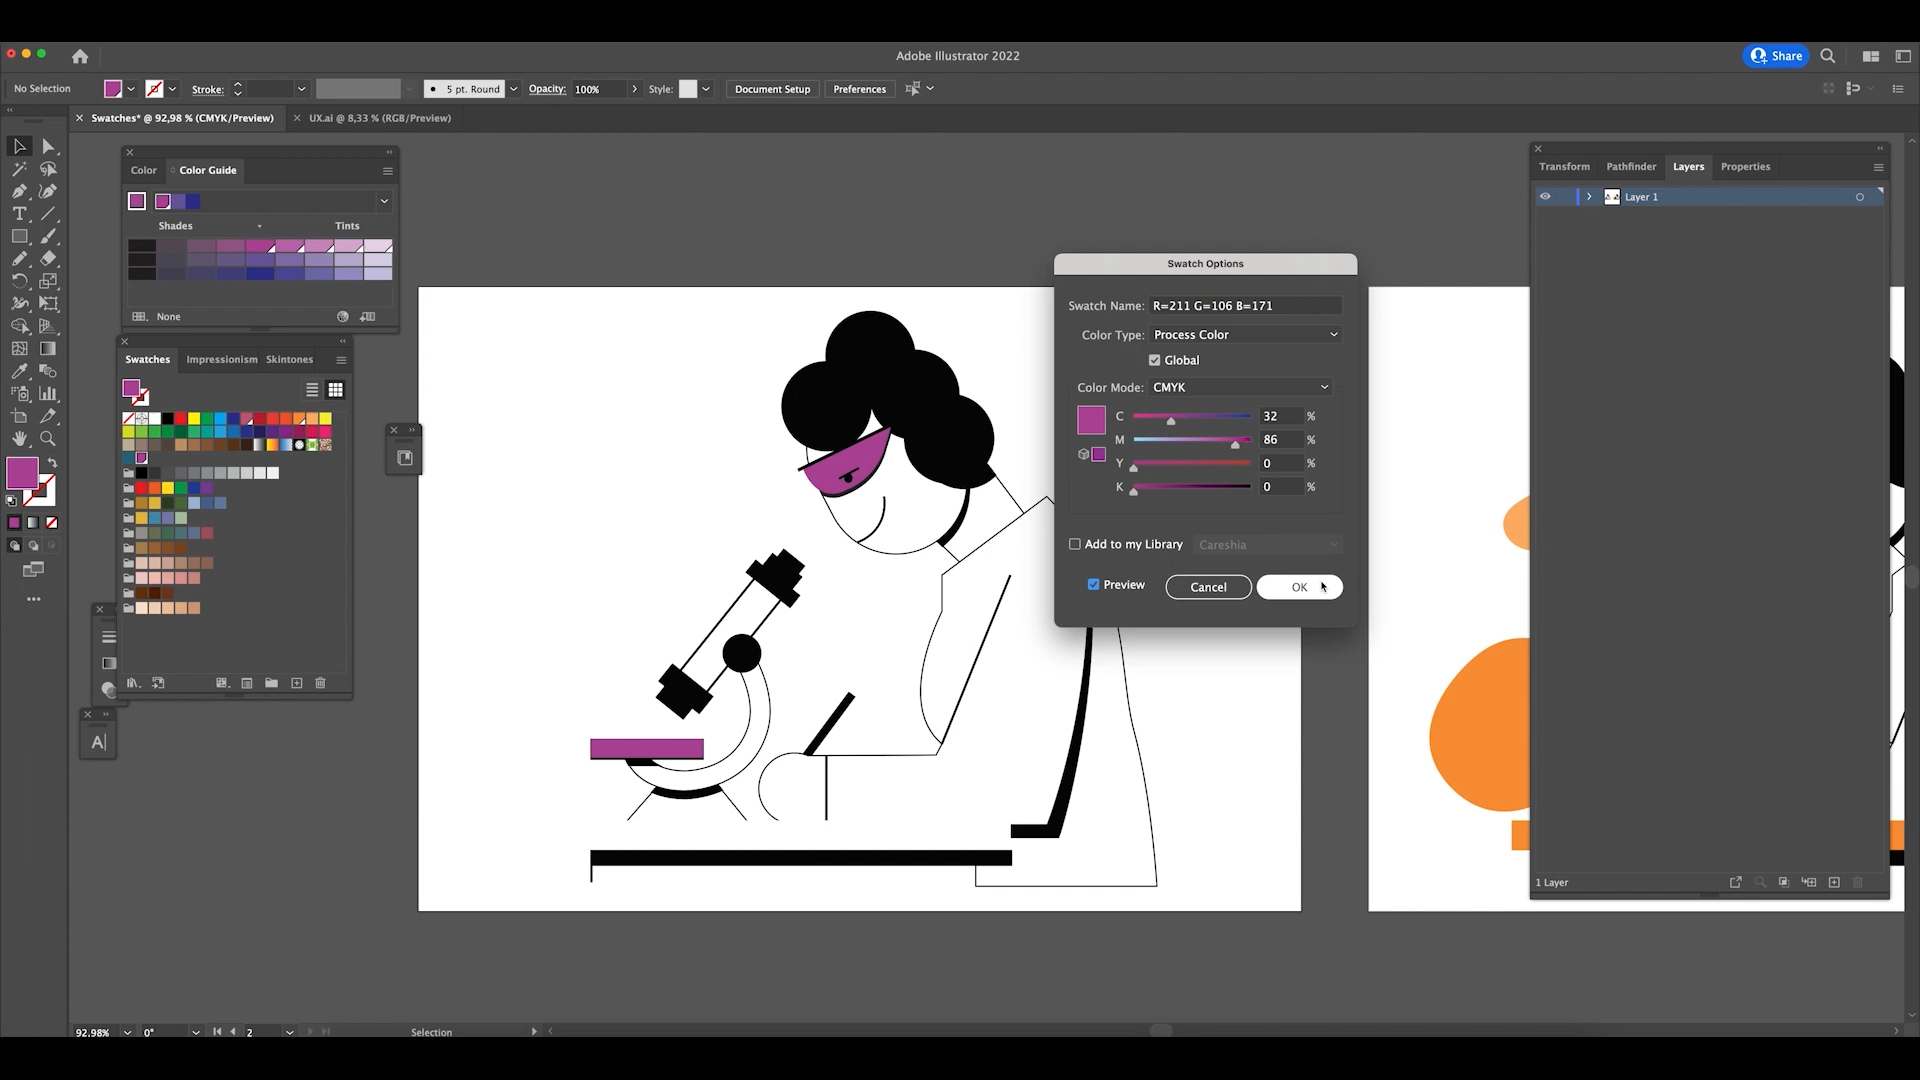 Adobe Illustrator 2022
Share
No Selection
Stroke:
5 pt. Round
Opacity:
100%
Style:
Document Setup
Preferences
Swatches* @ 92,98 % (CMYK/Preview)
UX.ai @ 8,33 % (RGB/Preview)
Color
Color Guide
Shades
Tints
None
Swatches
Impressionism
Skintones
A
Swatch Options
Swatch Name: R=211 G=106 B=171
Color Type: Process Color
Global
Color Mode: CMYK
C 32 %
M 86 %
Y 0 %
K 0 %
Add to my Library
Careshia
Preview
Cancel
OK
Transform
Pathfinder
Layers
Properties
Layer 1
1 Layer
92.98%
0°
2
Selection